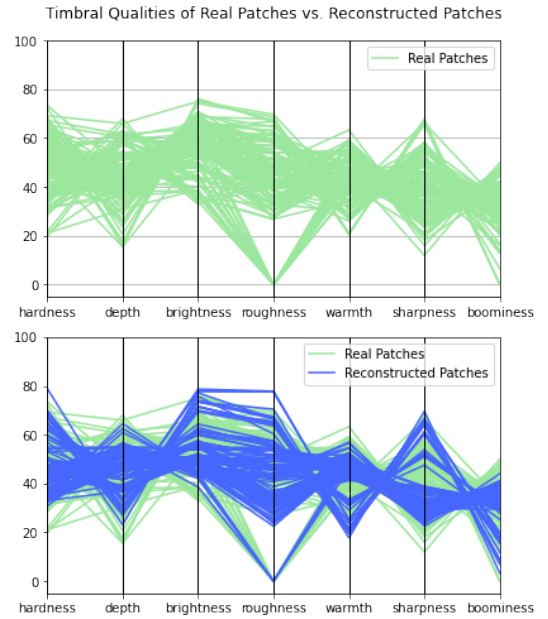 Timbral Qualities of Real Patches vs. Reconstructed Patches
100
Real Patches
80
60
40
20
0
hardness depth brightness roughness warmth sharpness boominess
100
Real Patches
Reconstructed Patches
80
60
40
20
0
hardness depth brightness roughness warmth sharpness boominess